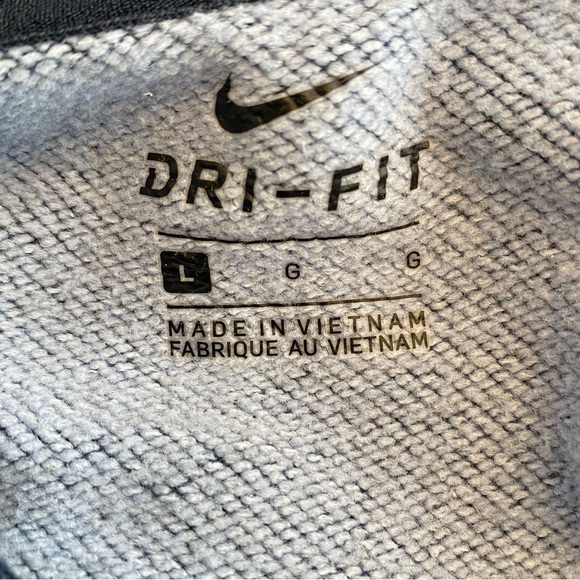 DRI-FIT
L G G
MADE IN VIETNAM
FABRIQUE AU VIETNAM